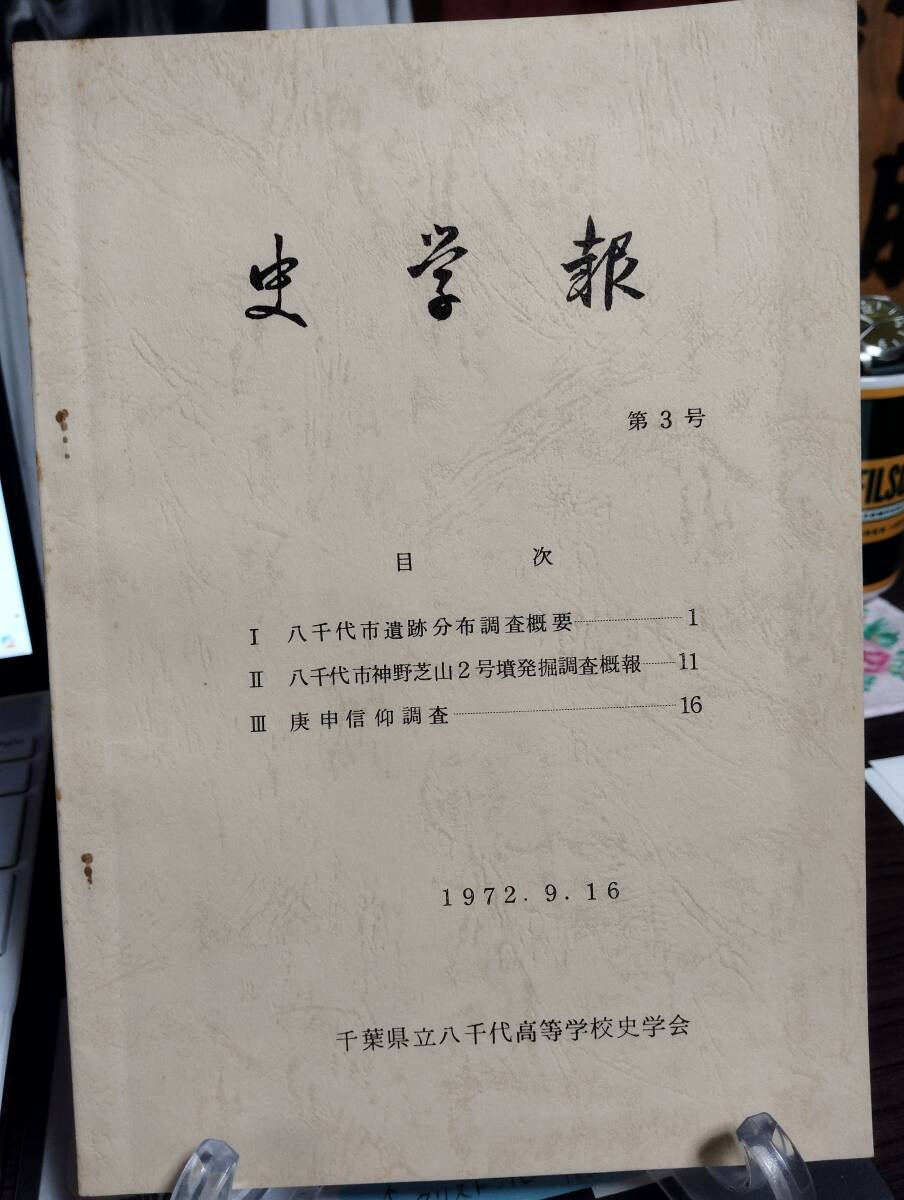 史学報
第3号
目次
Ⅰ 八千代市遺跡分布調査概要 1
Ⅱ 八千代市神野芝山2号墳発掘調査概報 11
Ⅲ 庚申信仰調査 16
1972.9.16
千葉県立八千代高等学校史学会